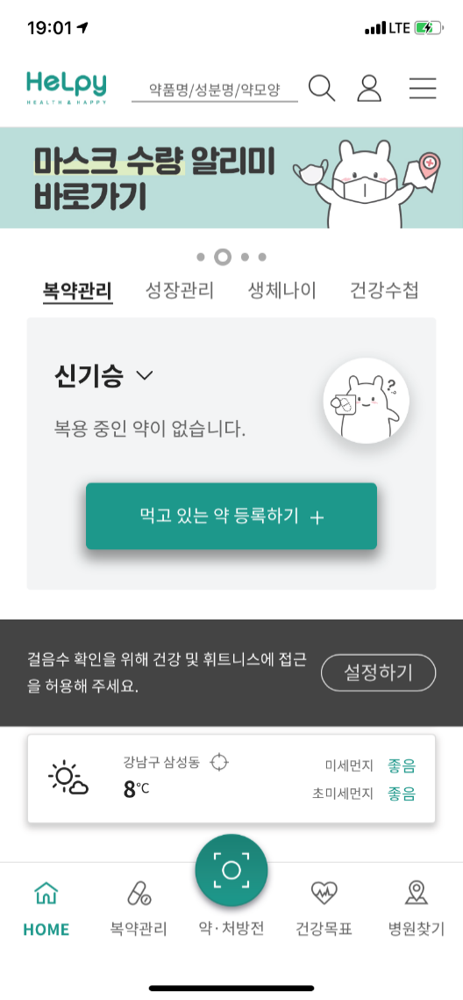 19:01
LTE
HeLpy
HEALTH & HAPPY
약품명/성분명/약모양
마스크 수량 알리미
바로가기
복약관리
성장관리
생체나이
건강수첩
신기승
?
복용 중인 약이 없습니다.
먹고 있는 약 등록하기 +
걸음수 확인을 위해 건강 및 휘트니스에 접근
을 허용해 주세요.
설정하기
강남구 삼성동
8°C
미세먼지 좋음
초미세먼지 좋음
HOME
복약관리
약·처방전
건강목표
병원찾기